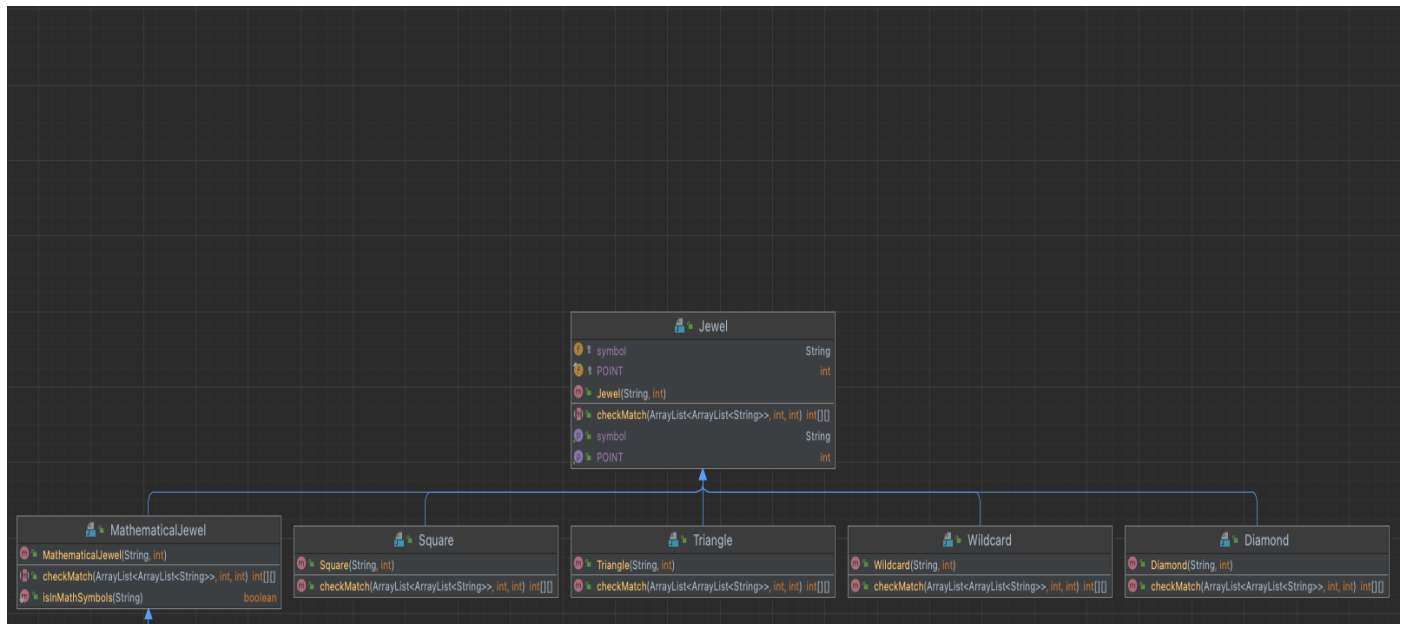 Jewel
symbol String
POINT int
Jewel(String, int)
checkMatch(ArrayList<ArrayList<String>>, int, int) int[][]
symbol String
POINT int
MathematicalJewel
MathematicalJewel(String, int)
checkMatch(ArrayList<ArrayList<String>>, int, int) int[][]
isInMathSymbols(String) boolean
Square
Square(String, int)
checkMatch(ArrayList<ArrayList<String>>, int, int) int[][]
Triangle
Triangle(String, int)
checkMatch(ArrayList<ArrayList<String>>, int, int) int[][]
Wildcard
Wildcard(String, int)
checkMatch(ArrayList<ArrayList<String>>, int, int) int[][]
Diamond
Diamond(String, int)
checkMatch(ArrayList<ArrayList<String>>, int, int) int[][]